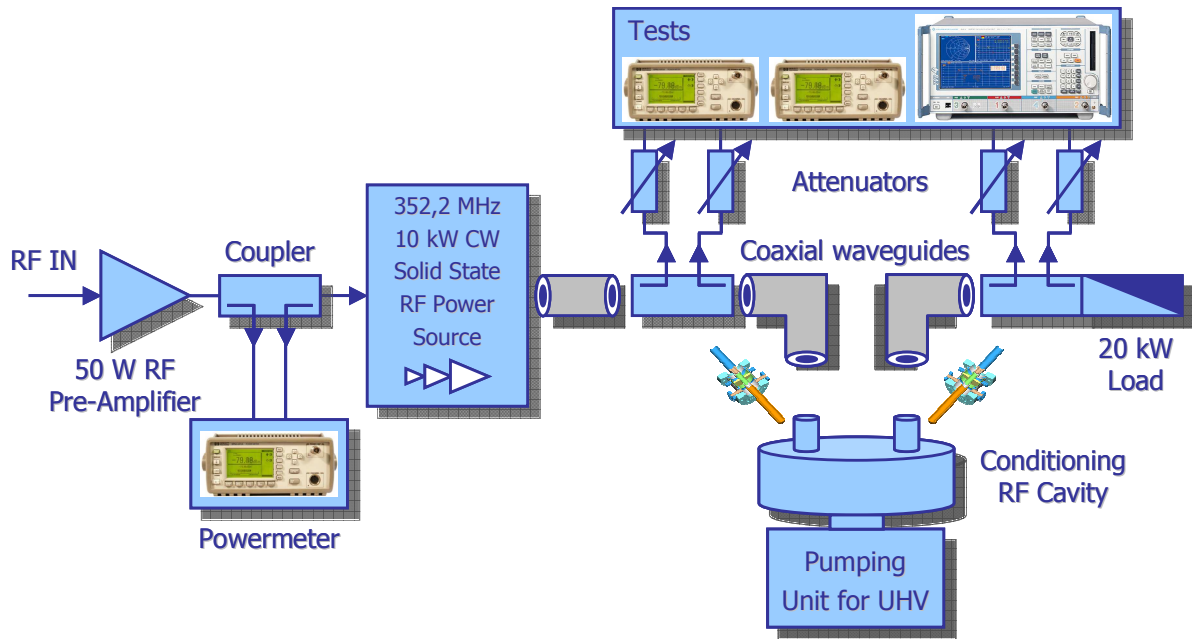 Tests
Attenuators
352,2 MHz
10 kW CW
Solid State
RF Power
Source
RF IN
Coupler
Coaxial waveguides
50 W RF
Pre-Amplifier
20 kW
Load
Conditioning
RF Cavity
Powermeter
Pumping
Unit for UHV